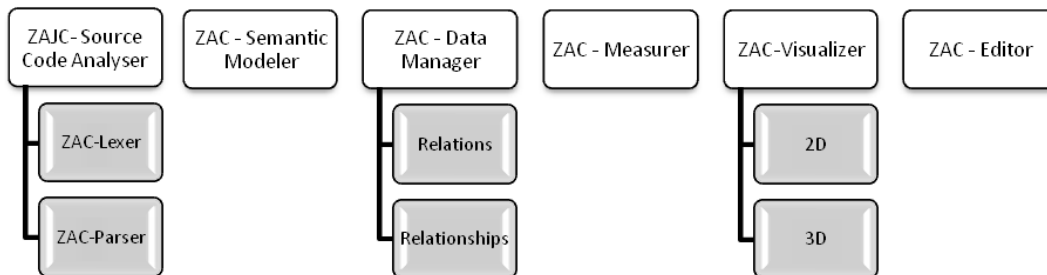 ZAJC- Source
Code Analyser
ZAC - Semantic
Modeler
ZAC - Data
Manager
ZAC - Measurer
ZAC-Visualizer
ZAC - Editor
ZAC-Lexer
Relations
2D
ZAC-Parser
Relationships
3D